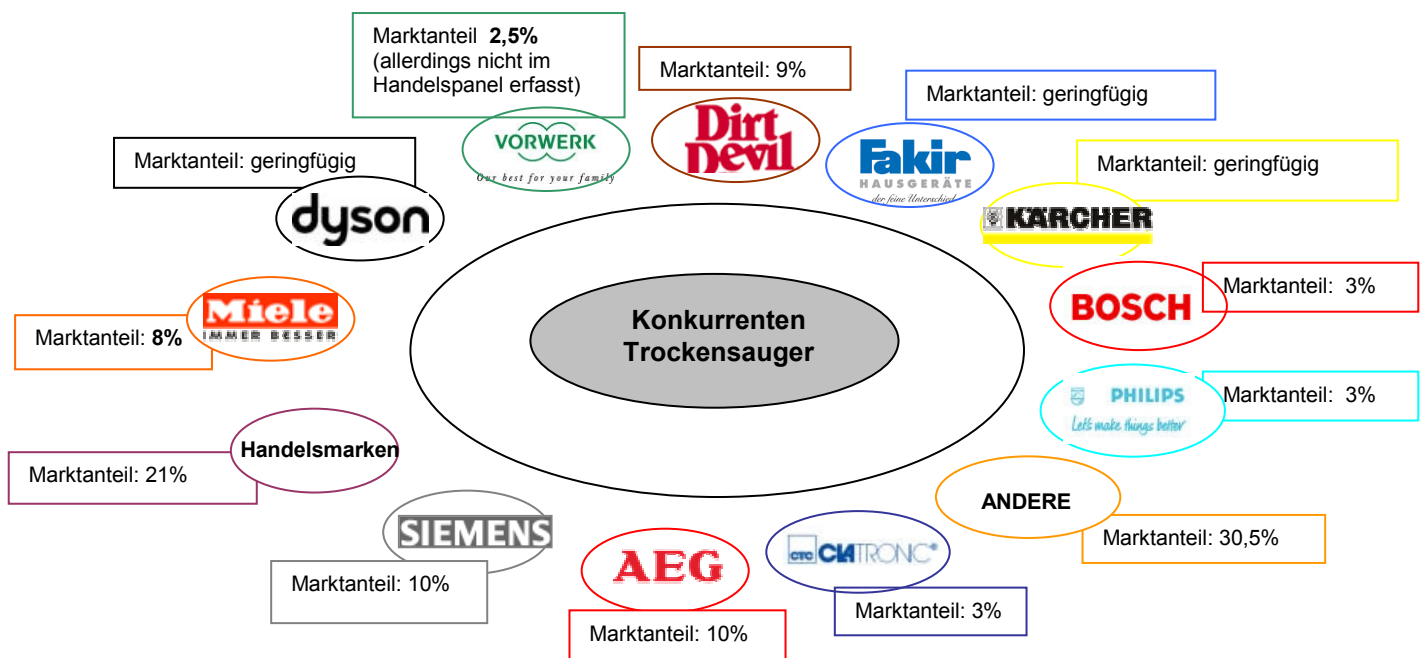 Marktanteil 2,5%
(allerdings nicht im
Handelspanel erfasst)
VORWERK
Our best for your family
Marktanteil: 9%
Dirt
Devil
Marktanteil: geringfügig
Fakir
HAUSGERÄTE
der feine Unterschied
Marktanteil: geringfügig
KÄRCHER
Marktanteil: geringfügig
dyson
Marktanteil: 3%
BOSCH
Marktanteil: 8%
Miele
IMMER BESSER
Konkurrenten
Trockensauger
Marktanteil: 3%
PHILIPS
Let's make things better
Marktanteil: 21%
Handelsmarken
ANDERE
Marktanteil: 30,5%
SIEMENS
Marktanteil: 10%
AEG
Marktanteil: 10%
CTC CLATRONIC®
Marktanteil: 3%